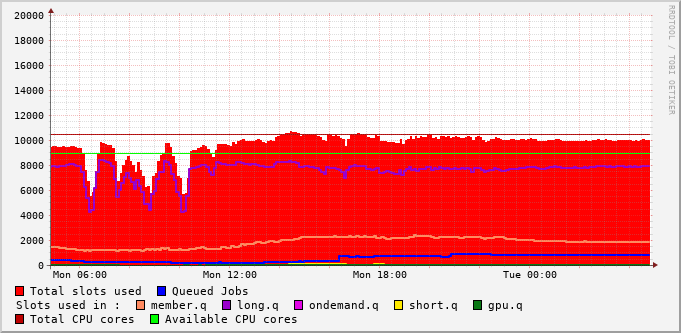 20000
18000
16000
14000
12000
10000
8000
6000
4000
2000
0
Mon 06:00 Mon 12:00 Mon 18:00 Tue 00:00
RRDTOOL / TOBI OETIKER
Total slots used Queued Jobs
Slots used in : member.q long.q ondemand.q short.q gpu.q
Total CPU cores Available CPU cores